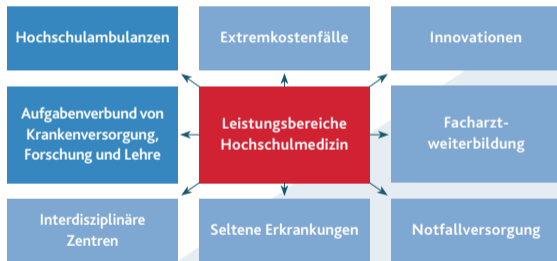 Hochschulambulanzen
Extremkostenfälle
Innovationen
Aufgabenverbund von
Krankenversorgung,
Forschung und Lehre
Leistungsbereiche
Hochschulmedizin
Facharzt-
weiterbildung
Interdisziplinäre
Zentren
Seltene Erkrankungen
Notfallversorgung